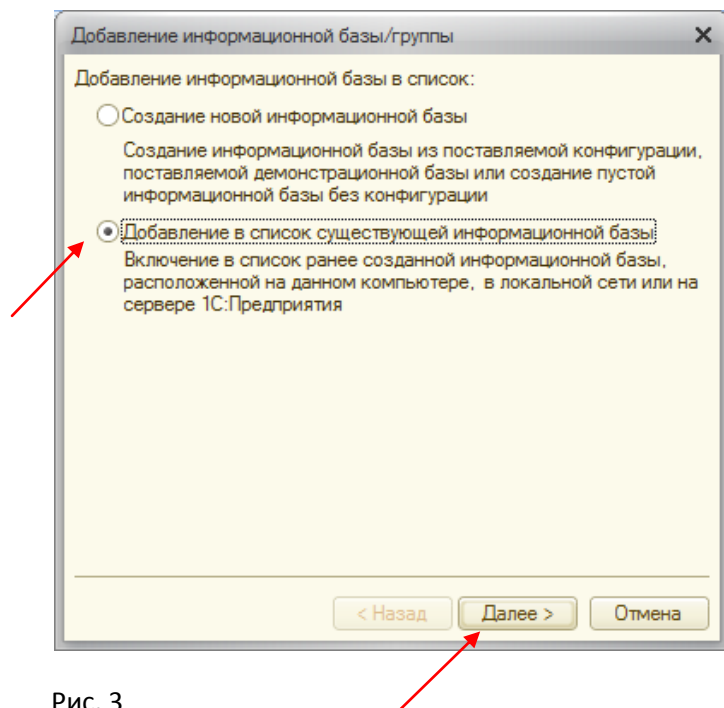 Добавление информационной базы/группы
Добавление информационной базы в список:
Создание новой информационной базы
Создание информационной базы из поставляемой конфигурации,
поставляемой демонстрационной базы или создание пустой
информационной базы без конфигурации
Добавление в список существующей информационной базы
Включение в список ранее созданной информационной базы,
расположенной на данном компьютере, в локальной сети или на
сервере 1С:Предприятия
< Назад Далее > Отмена
Рис. 3